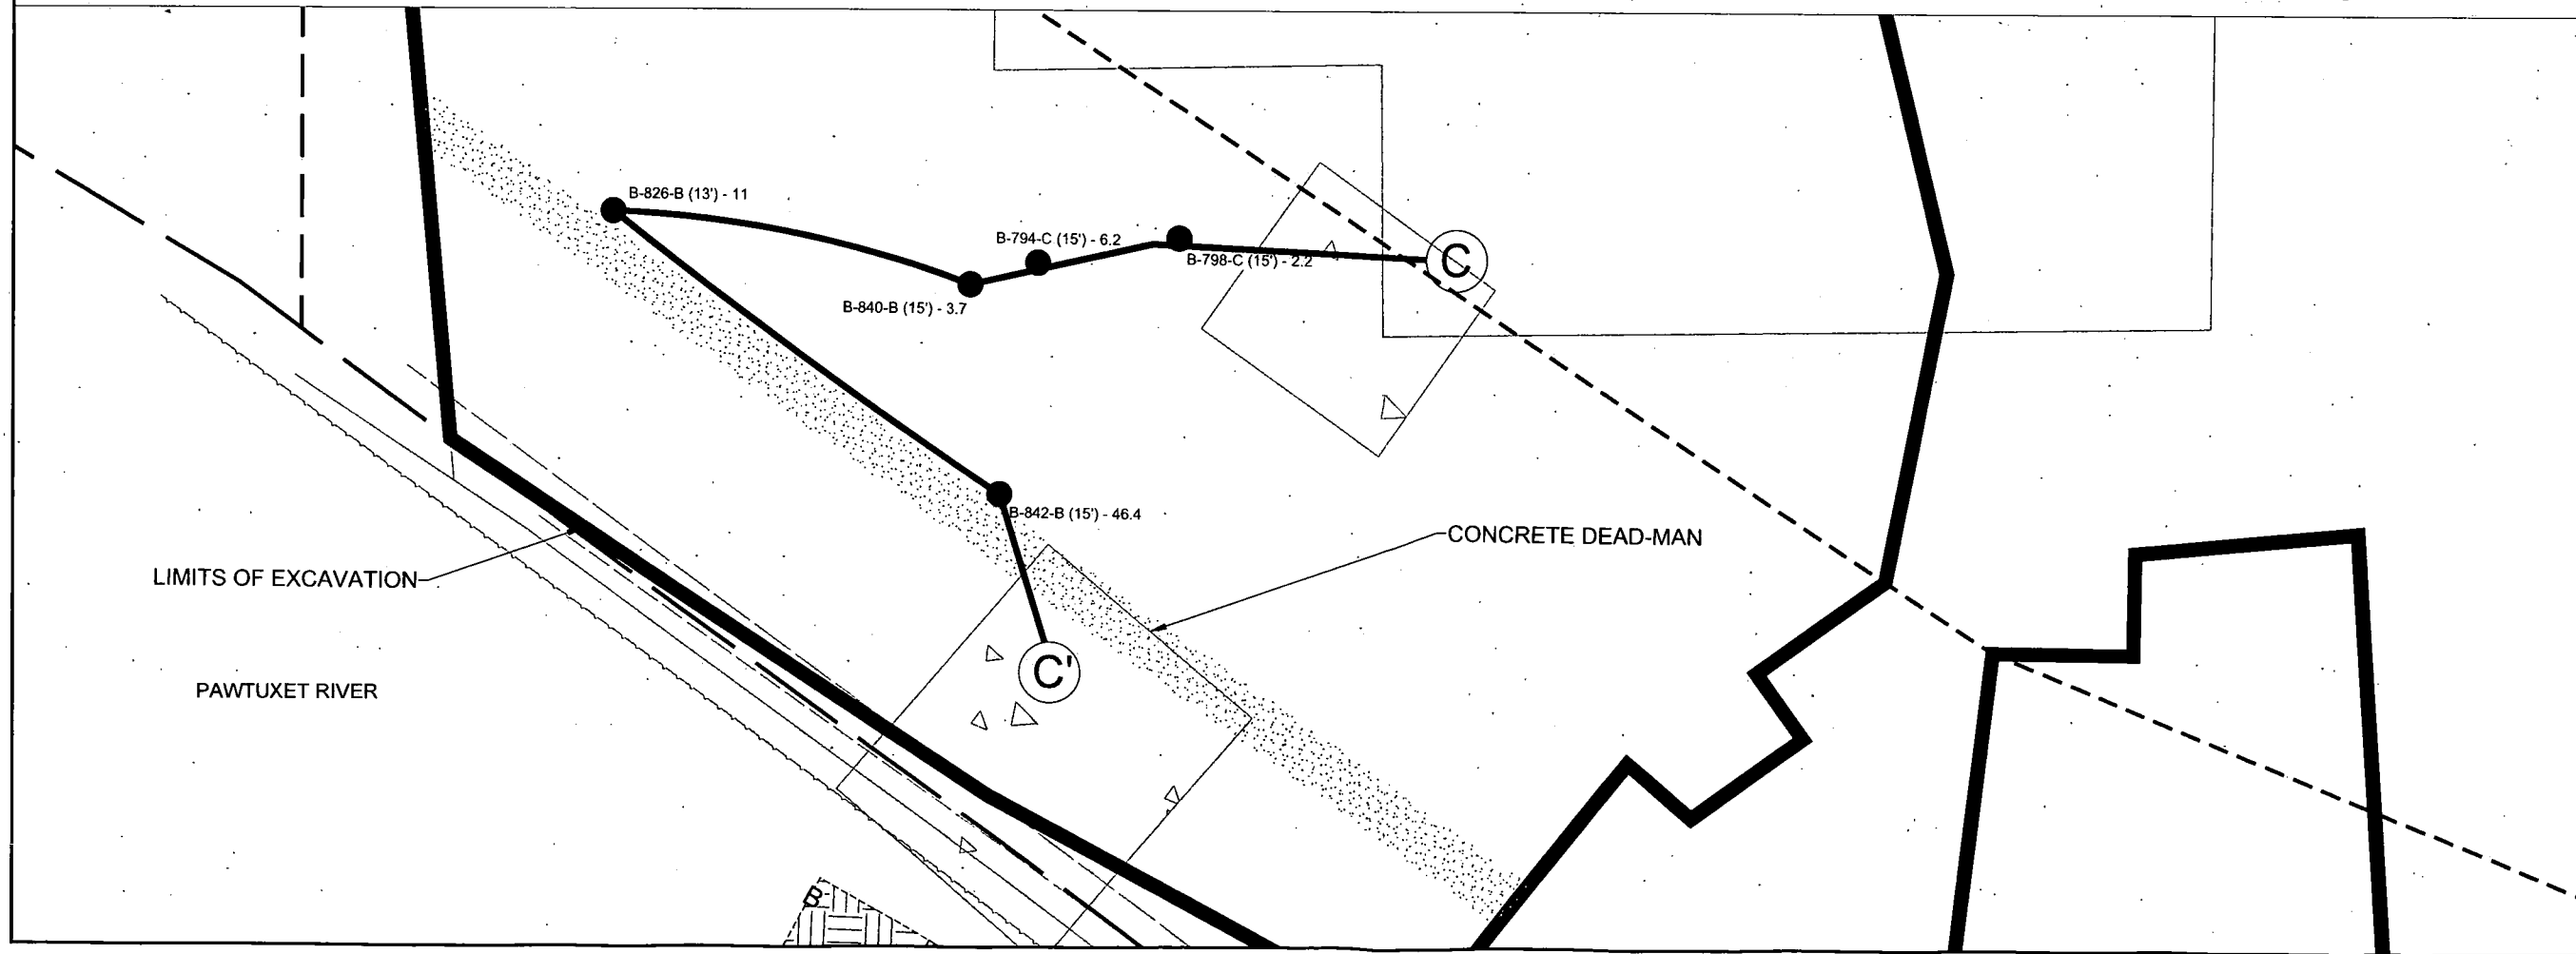 B-826-B (13') - 11
B-794-C (15') - 6.2
B-798-C (15') - 2.2
C
B-840-B (15') - 3.7
B-842-B (15') - 46.4
CONCRETE DEAD-MAN
LIMITS OF EXCAVATION
C'
PAWTUXET RIVER
B-